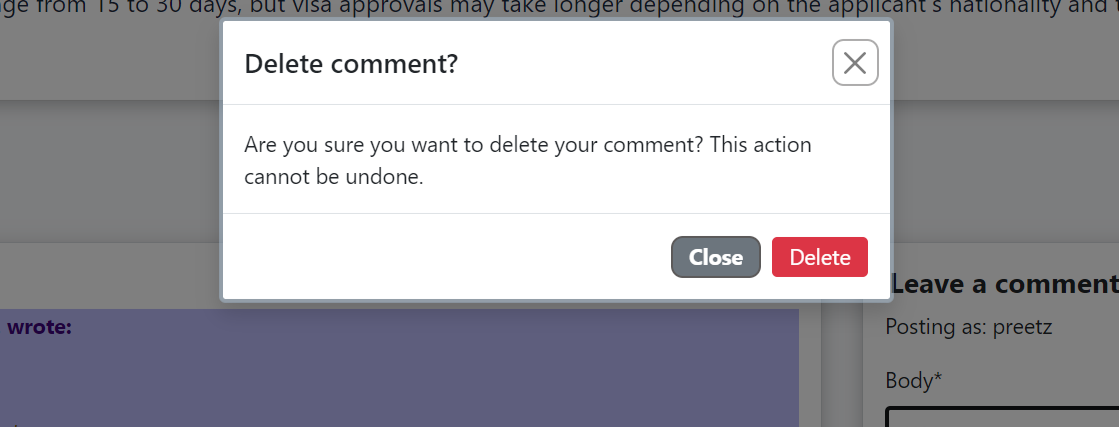 ge from 15 to 30 days, but visa approvals may take longer depending on the applicant's nationality and
Delete comment?
Are you sure you want to delete your comment? This action
cannot be undone.
Close
Delete
wrote:
Leave a comment
Posting as: preetz
Body*